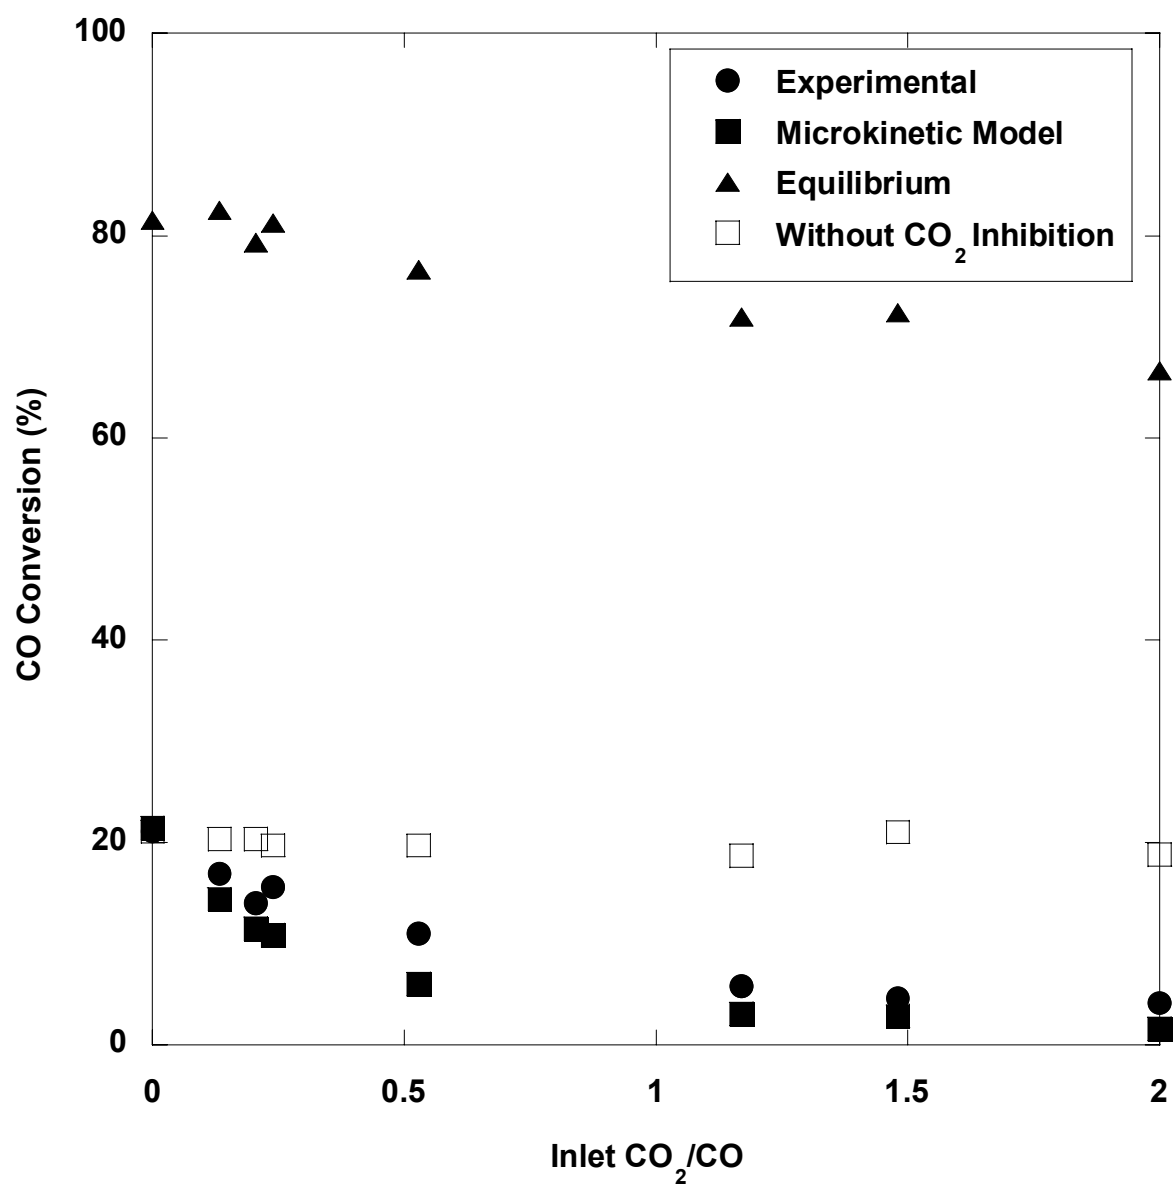 100
80
60
40
20
0
CO Conversion (%)
Experimental
Microkinetic Model
Equilibrium
Without CO₂ Inhibition
0 0.5 1 1.5 2
Inlet CO₂/CO